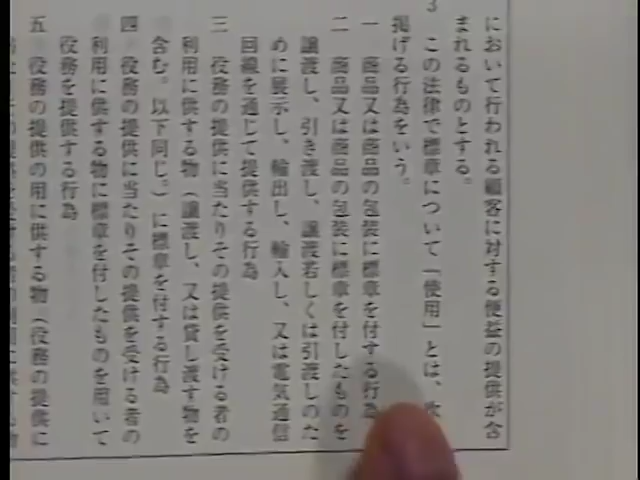 において行われる顧客に対する便益の提供が含
まれるものとする。
3 この法律で標章について「使用」とは、次
掲げる行為をいう。
一 商品又は商品の包装に標章を付する行為
二 商品又は商品の包装に標章を付したものを
譲渡し、引き渡し、譲渡若しくは引渡しのた
めに展示し、輸出し、輸入し、又は電気通信
回線を通じて提供する行為
三 役務の提供に当たりその提供を受ける者の
利用に供する物（譲渡し、又は貸し渡す物を
含む。以下同じ。）に標章を付する行為
四 役務の提供に当たりその提供を受ける者の
利用に供する物に標章を付したものを用いて
役務を提供する行為
五 役務の提供の用に供する物（役務の提供に